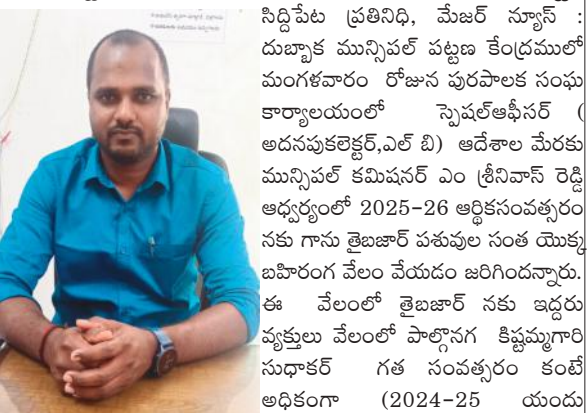 సిద్దిపేట ప్రతినిధి, మేజర్ న్యూస్ :
దుబ్బాక మున్సిపల్ పట్టణ కేంద్రములో
మంగళవారం రోజున పురపాలక సంఘ
కార్యాలయంలో స్పెషల్ఆఫీసర్ (
అదనపుకలెక్టర్,ఎల్ బి) ఆదేశాల మేరకు
మున్సిపల్ కమిషనర్ ఎం శ్రీనివాస్ రెడ్డి
ఆధ్వర్యంలో 2025-26 ఆర్థికసంవత్సరం
నకు గాను తైబజార్ పశువుల సంత యొక్క
బహిరంగ వేలం వేయడం జరిగిందన్నారు.
ఈ వేలంలో తైబజార్ నకు ఇద్దరు
వ్యక్తులు వేలంలో పాల్గొనగ కిష్టమ్మగారి
సుధాకర్ గత సంవత్సరం కంటే
అధికంగా (2024-25 యందు